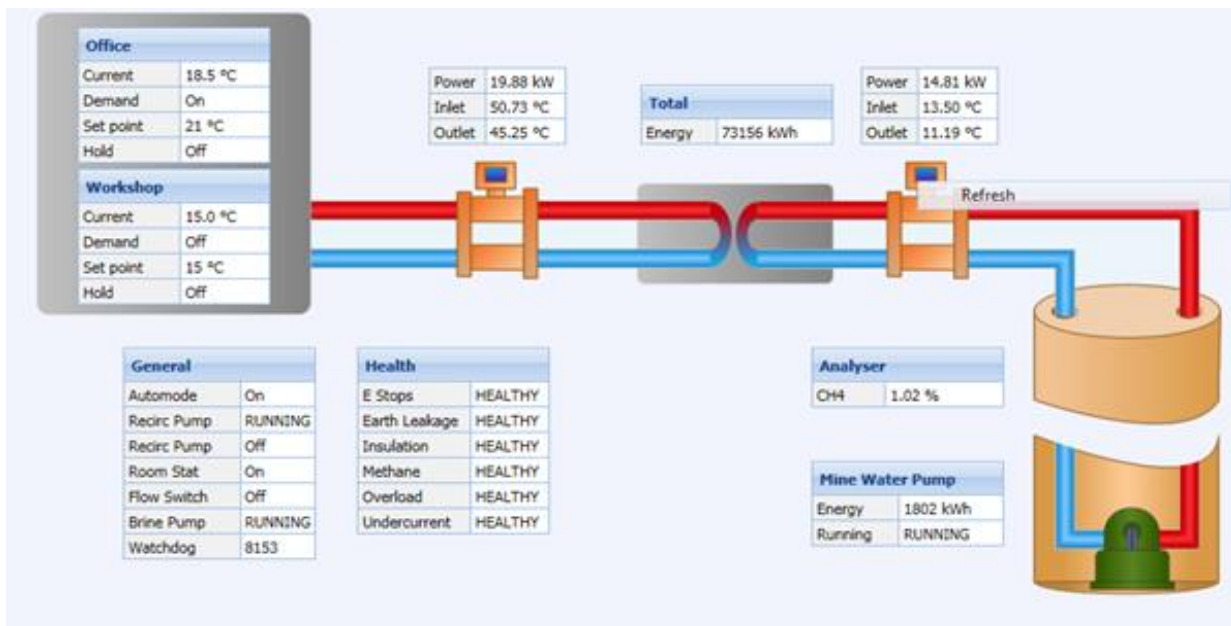 Office
Current 18.5 °C
Demand On
Set point 21 °C
Hold Off
Workshop
Current 15.0 °C
Demand Off
Set point 15 °C
Hold Off
Power 19.88 kW
Inlet 50.73 °C
Outlet 45.25 °C
Total
Energy 73156 kWh
Power 14.81 kW
Inlet 13.50 °C
Outlet 11.19 °C
Refresh
General
Automode On
Recirc Pump RUNNING
Recirc Pump Off
Room Stat On
Flow Switch Off
Brine Pump RUNNING
Watchdog 8153
Health
E Stops HEALTHY
Earth Leakage HEALTHY
Insulation HEALTHY
Methane HEALTHY
Overload HEALTHY
Undercurrent HEALTHY
Analyser
CH4 1.02 %
Mine Water Pump
Energy 1802 kWh
Running RUNNING